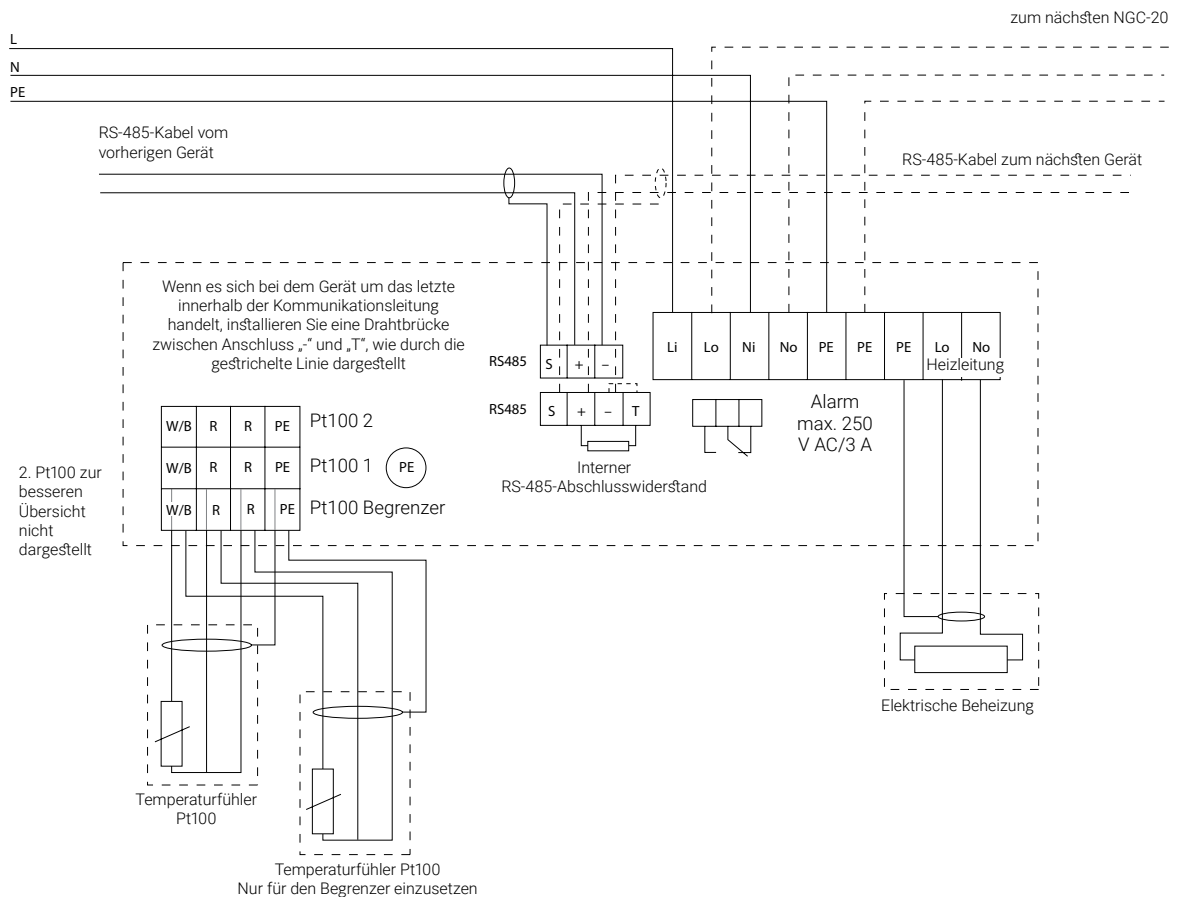 zum nächsten NGC-20
L
N
PE
RS-485-Kabel vom
vorherigen Gerät
RS-485-Kabel zum nächsten Gerät
Wenn es sich bei dem Gerät um das letzte
innerhalb der Kommunikationsleitung
handelt, installieren Sie eine Drahtbrücke
zwischen Anschluss „-“ und „T“, wie durch die
gestrichelte Linie dargestellt
RS485
S + –
RS485
S + – T
Interner
RS-485-Abschlusswiderstand
Li Lo Ni No PE PE PE Lo No
Heizleitung
Alarm
max. 250
V AC/3 A
W/B R R PE Pt100 2
W/B R R PE Pt100 1 PE
W/B R R PE Pt100 Begrenzer
2. Pt100 zur
besseren
Übersicht
nicht
dargestellt
Elektrische Beheizung
Temperaturfühler
Pt100
Temperaturfühler Pt100
Nur für den Begrenzer einzusetzen